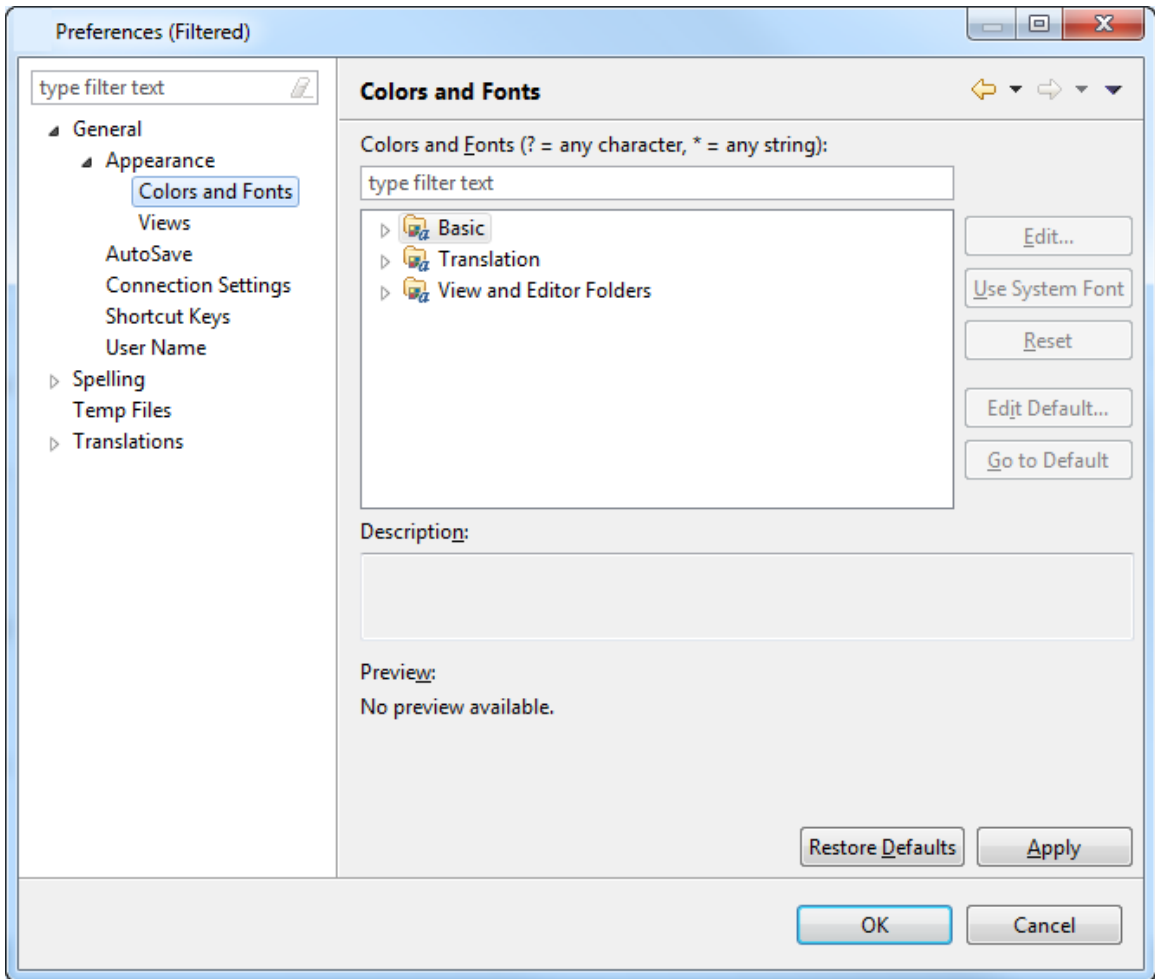 Preferences (Filtered)
type filter text
General
Appearance
Colors and Fonts
Views
AutoSave
Connection Settings
Shortcut Keys
User Name
Spelling
Temp Files
Translations
Colors and Fonts
Colors and Fonts (? = any character, * = any string):
type filter text
Basic
Translation
View and Editor Folders
Edit...
Use System Font
Reset
Edit Default...
Go to Default
Description:
Preview:
No preview available.
Restore Defaults
Apply
OK
Cancel